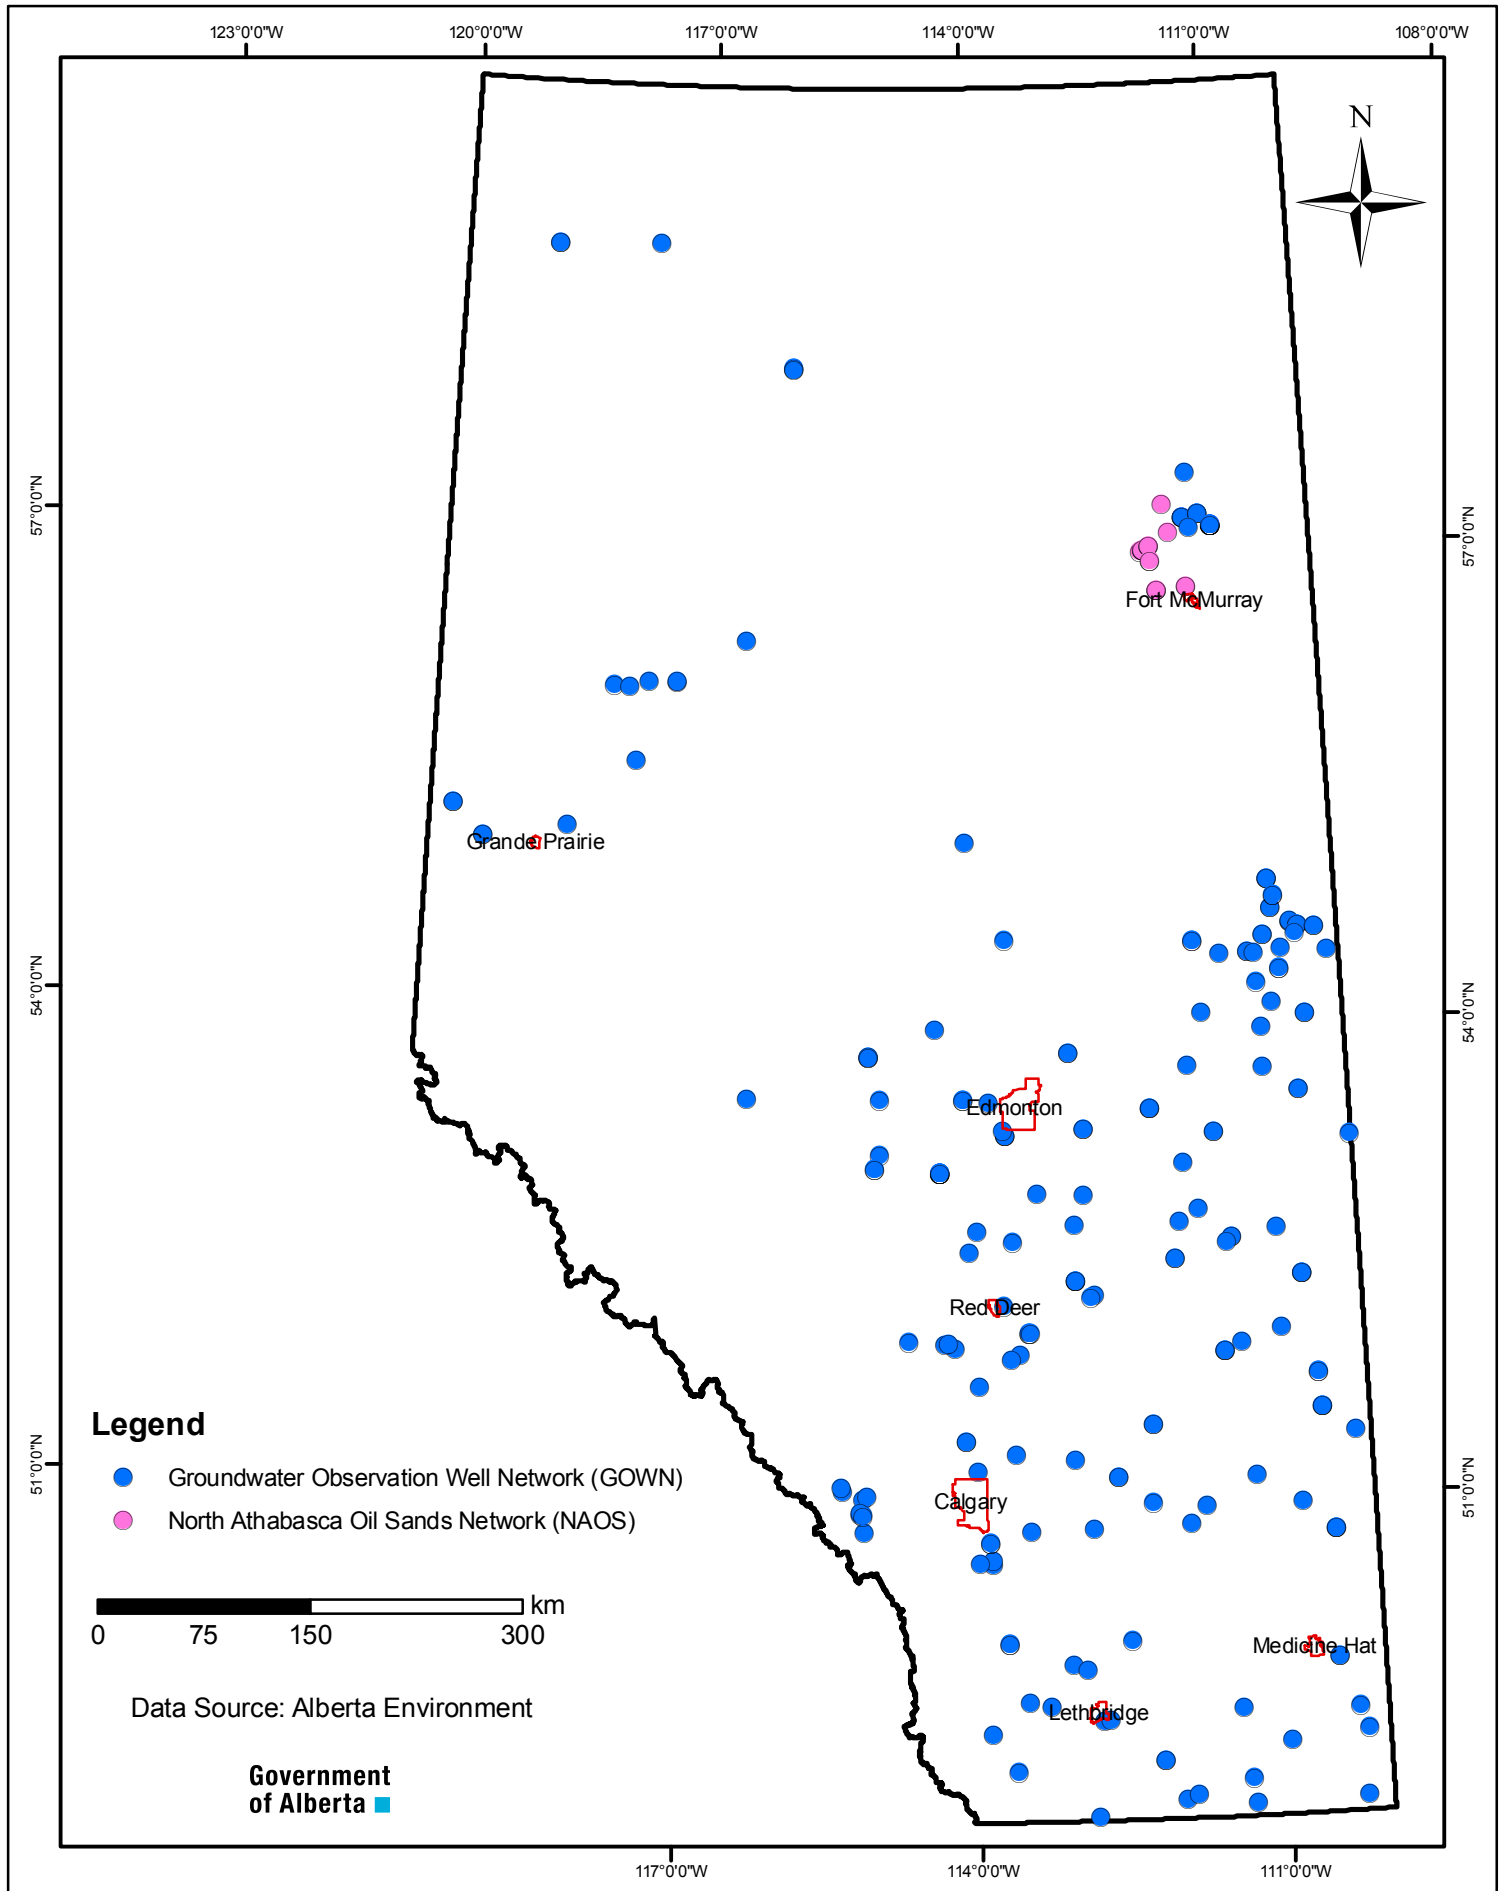 123°0'0"W 120°0'0"W 117°0'0"W 114°0'0"W 111°0'0"W 108°0'0"W
N
57°0'0"N
57°0'0"N
Fort McMurray
Grande Prairie
54°0'0"N
54°0'0"N
Edmonton
Red Deer
Legend
Groundwater Observation Well Network (GOWN)
North Athabasca Oil Sands Network (NAOS)
51°0'0"N
51°0'0"N
Calgary
km
0 75 150 300
Medicine Hat
Data Source: Alberta Environment
Lethbridge
Government
of Alberta
117°0'0"W 114°0'0"W 111°0'0"W